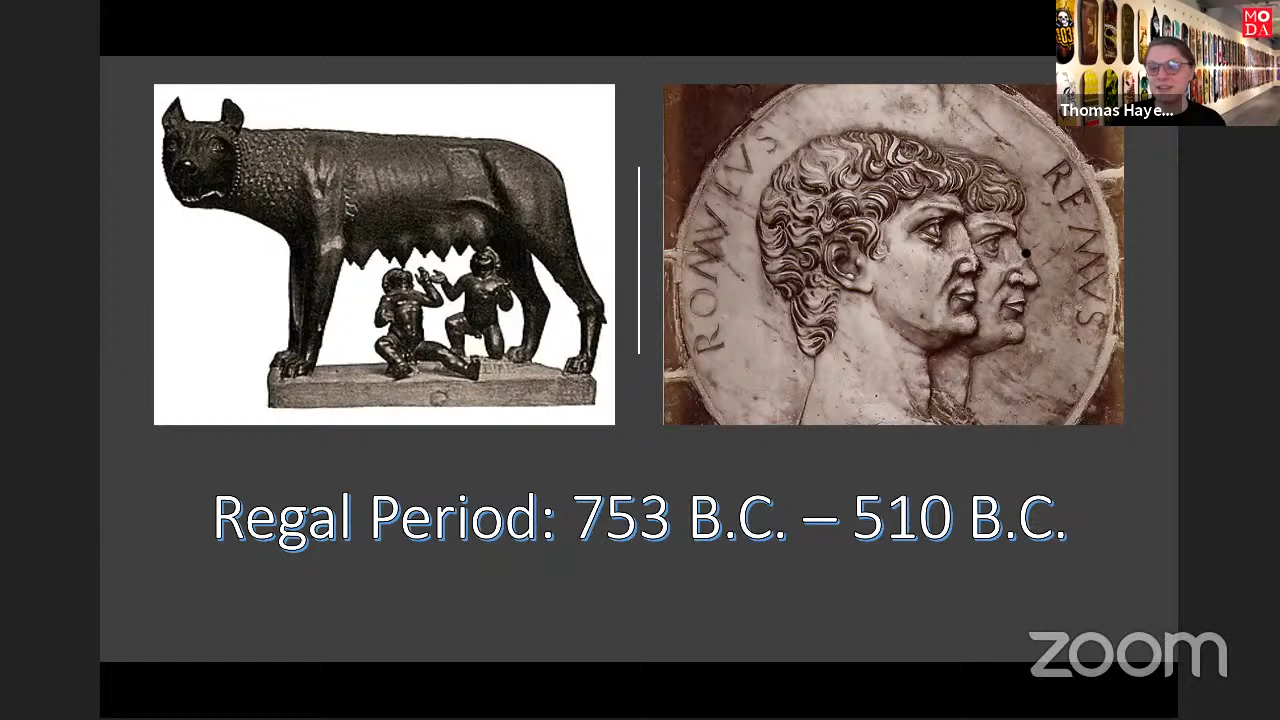 MO
DA
Thomas Haye...
ROMVLVS
REMVS
Regal Period: 753 B.C. – 510 B.C.
zoom